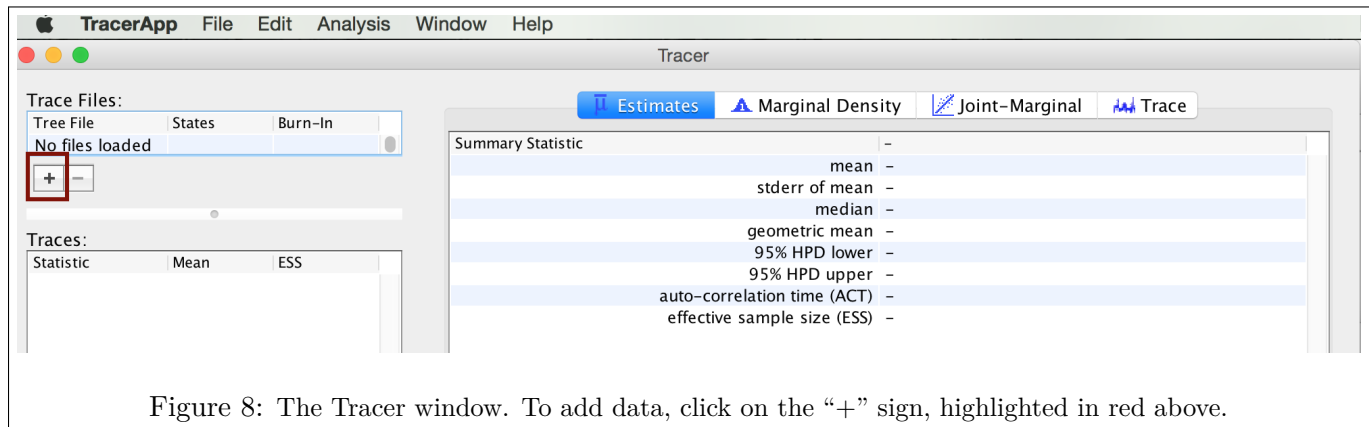 TracerApp File Edit Analysis Window Help
Tracer
Trace Files:
Tree File States Burn-In
No files loaded
+ −
Traces:
Statistic Mean ESS
μ Estimates Marginal Density Joint-Marginal Trace
Summary Statistic -
mean -
stderr of mean -
median -
geometric mean -
95% HPD lower -
95% HPD upper -
auto-correlation time (ACT) -
effective sample size (ESS) -
Figure 8: The Tracer window. To add data, click on the “+” sign, highlighted in red above.